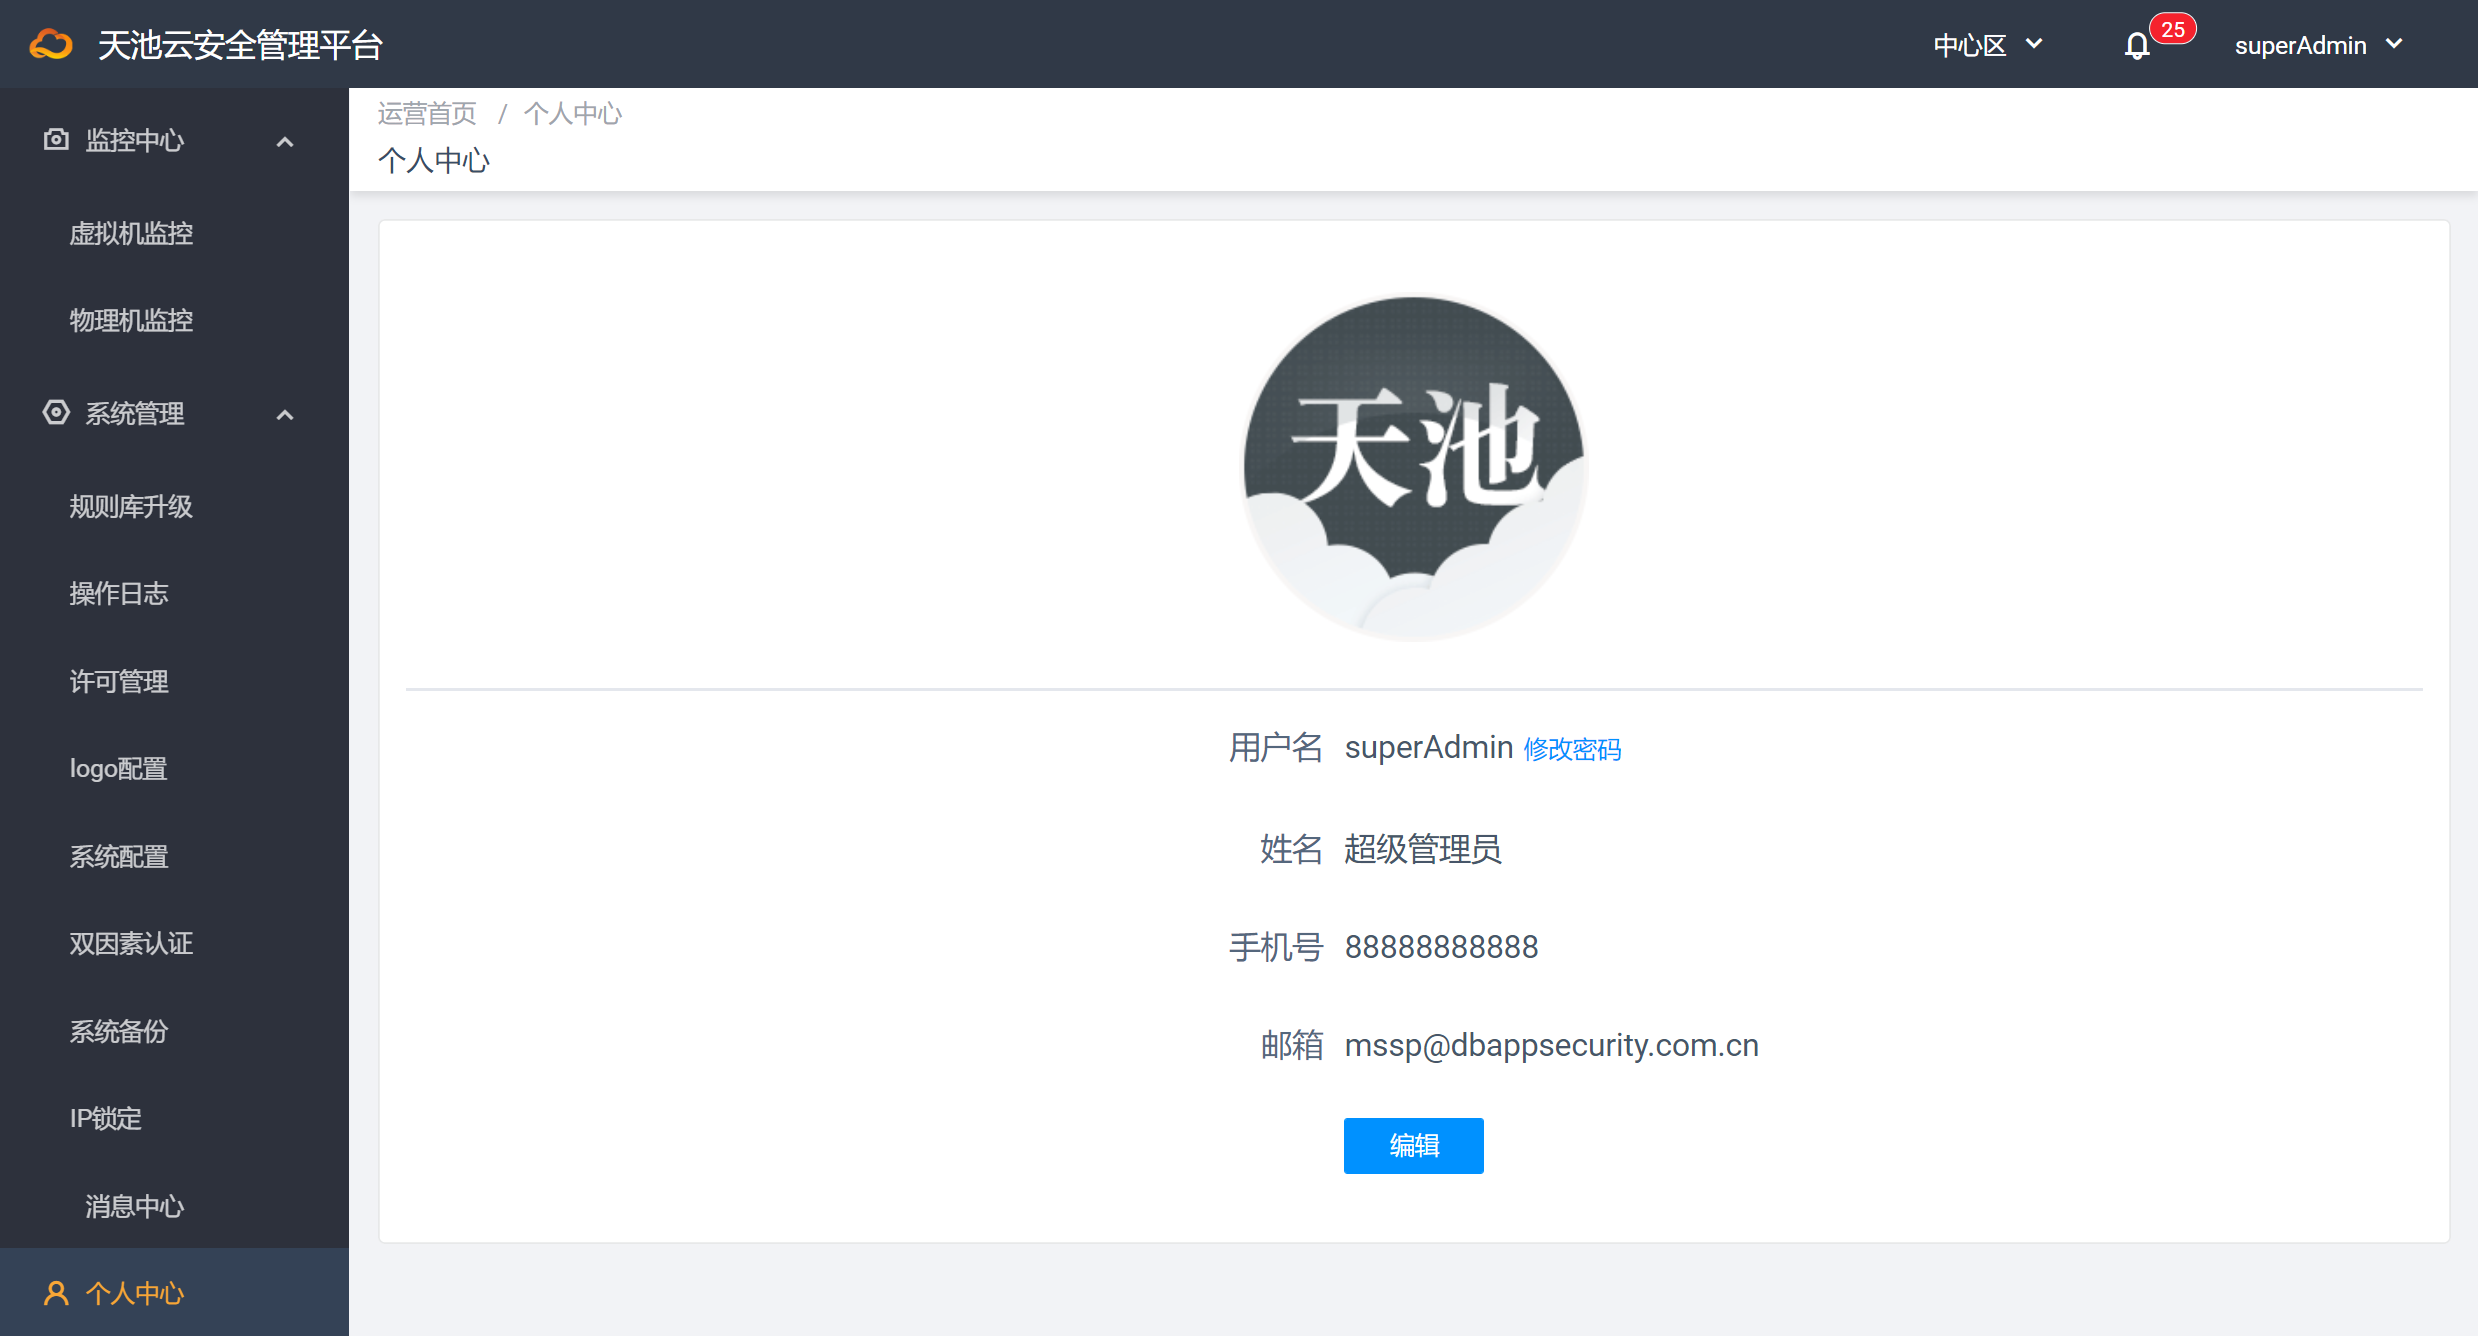 天池云安全管理平台
中心区
25
superAdmin
监控中心
虚拟机监控
物理机监控
系统管理
规则库升级
操作日志
许可管理
logo配置
系统配置
双因素认证
系统备份
IP锁定
消息中心
个人中心
运营首页 / 个人中心
个人中心
天池
用户名 superAdmin 修改密码
姓名 超级管理员
手机号 88888888888
邮箱 mssp@dbappsecurity.com.cn
编辑